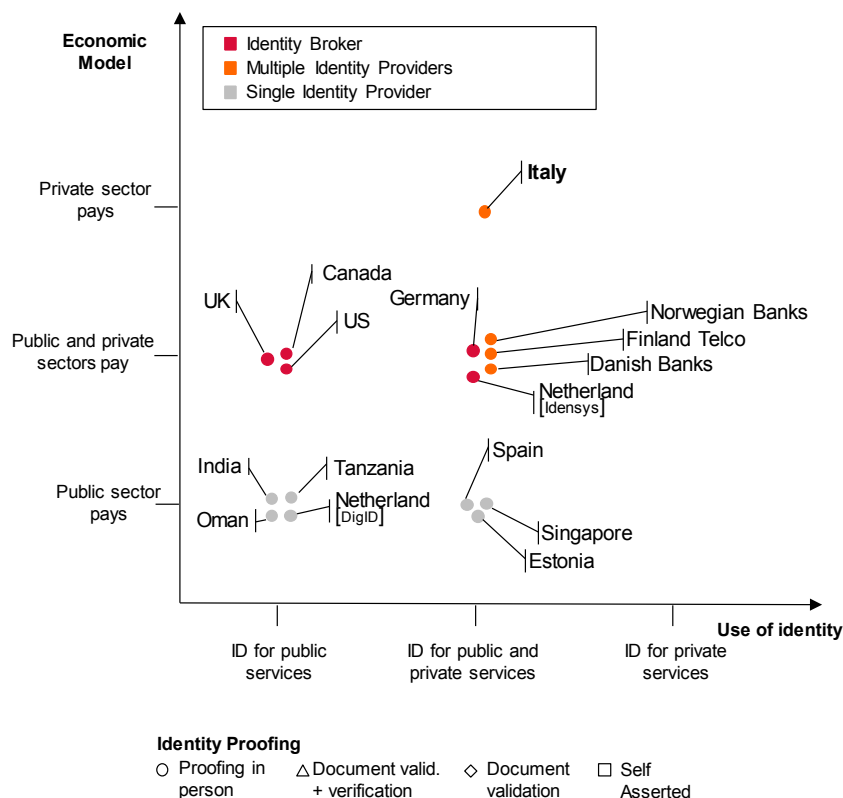 Economic
Model
Identity Broker
Multiple Identity Providers
Single Identity Provider
Private sector
pays
Italy
Canada
UK
US
Germany
Norwegian Banks
Finland Telco
Danish Banks
Public and private
sectors pay
Netherland
[Idensys]
Spain
India
Tanzania
Public sector
pays
Netherland
[DigID]
Oman
Singapore
Estonia
Use of identity
ID for public
services
ID for public and
private services
ID for private
services
Identity Proofing
Proofing in
person
Document valid.
+ verification
Document
validation
Self
Asserted